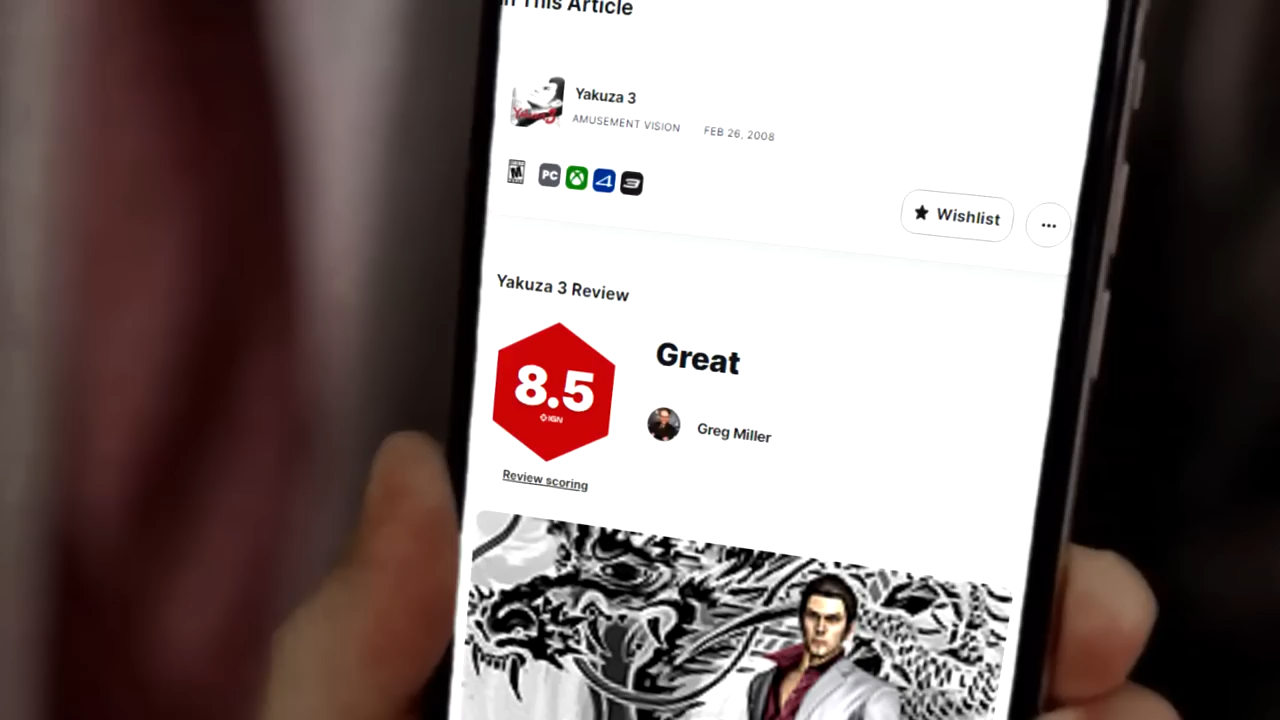 In This Article
Yakuza 3
AMUSEMENT VISION FEB 26, 2008
M PC
Wishlist
Yakuza 3 Review
Great
8.5
IGN
Greg Miller
Review scoring